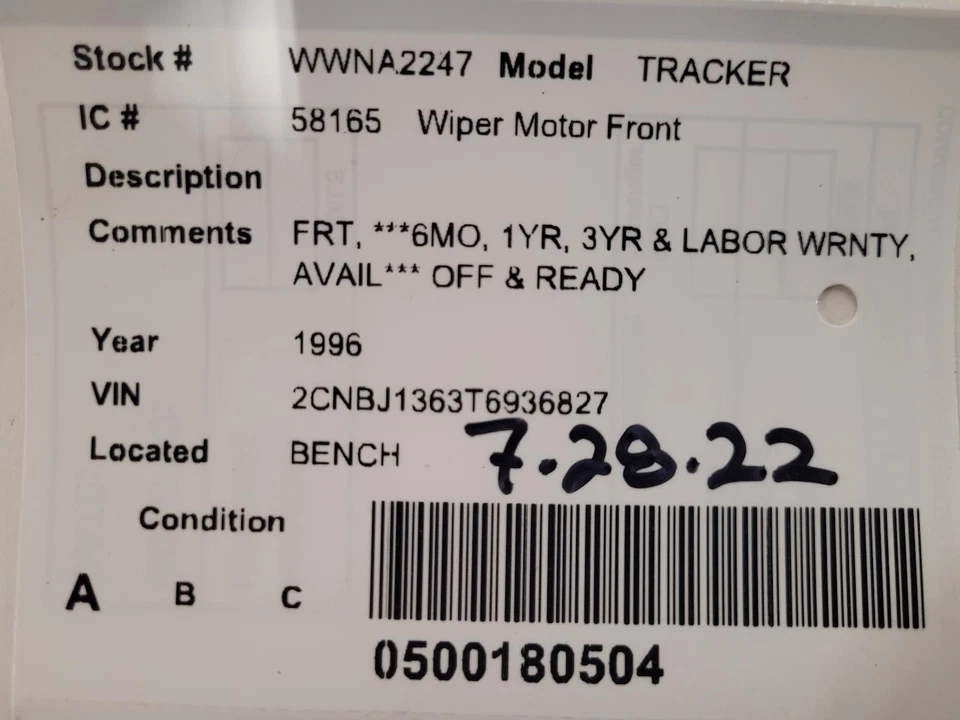 Stock # WWNA2247 Model TRACKER
IC # 58165 Wiper Motor Front
Description
Comments FRT, ***6MO, 1YR, 3YR & LABOR WRNTY,
AVAIL*** OFF & READY
Year 1996
VIN 2CNBJ1363T6936827
Located BENCH 7.28.22
Condition
A B C
0500180504